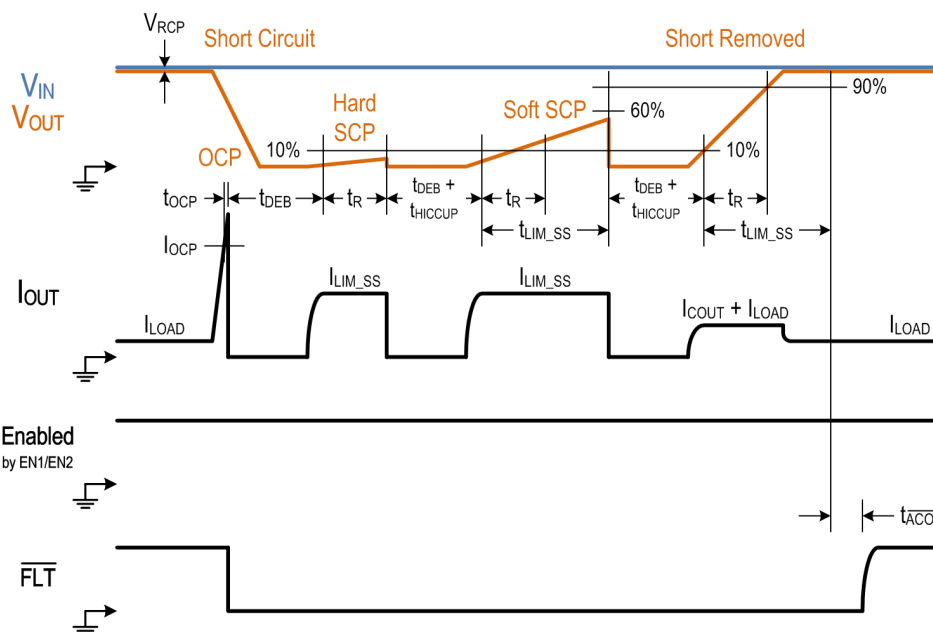 VRCP
Short Circuit
Short Removed
VIN
VOUT
90%
Hard
SCP
Soft SCP
60%
OCP
10%
10%
tOCP
tDEB
tR
tDEB +
tHICCUP
tR
tDEB +
tHICCUP
tR
tLIM_SS
tLIM_SS
IOCP
IOUT
ILOAD
ILIM_SS
ILIM_SS
ICOUT + ILOAD
ILOAD
Enabled
by EN1/EN2
tACO
FLT